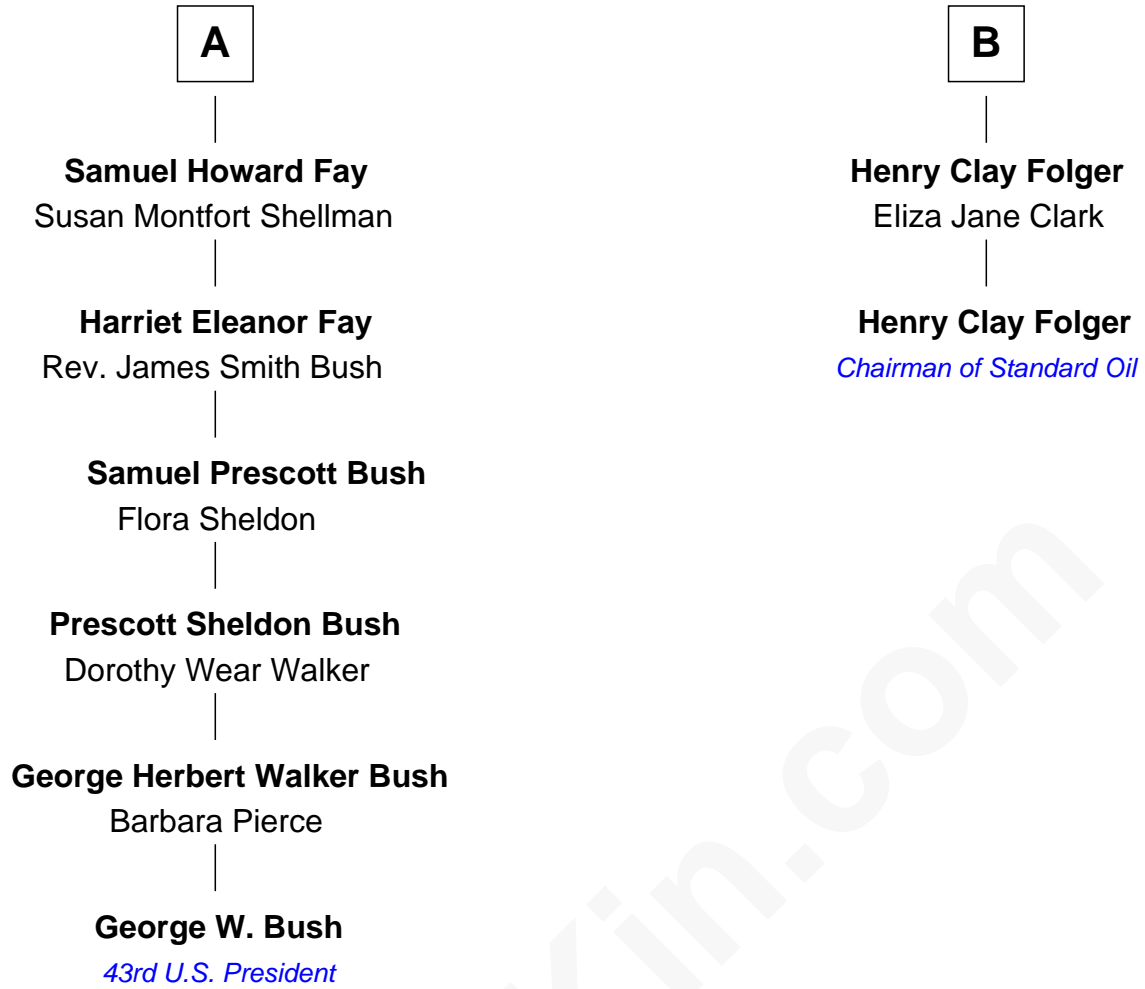 A
Samuel Howard Fay
Susan Montfort Shellman
Harriet Eleanor Fay
Rev. James Smith Bush
Samuel Prescott Bush
Flora Sheldon
Prescott Sheldon Bush
Dorothy Wear Walker
George Herbert Walker Bush
Barbara Pierce
George W. Bush
43rd U.S. President
B
Henry Clay Folger
Eliza Jane Clark
Henry Clay Folger
Chairman of Standard Oil